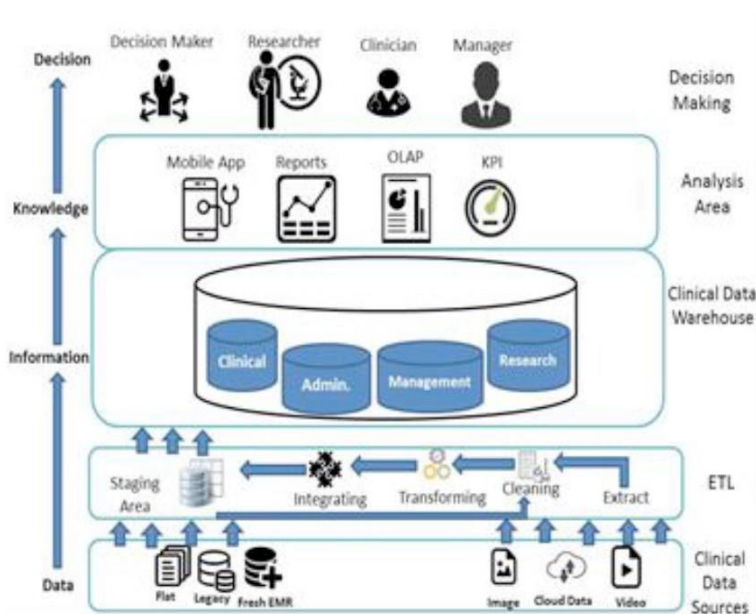 Decision
Decision Maker
Researcher
Clinician
Manager
Decision
Making
Knowledge
Mobile App
Reports
OLAP
KPI
Analysis
Area
Information
Clinical
Admin.
Management
Research
Clinical Data
Warehouse
Staging
Area
Integrating
Transforming
Cleaning
Extract
ETL
Data
Flat
Legacy
Fresh EMR
Image
Cloud Data
Video
Clinical
Data
Sources